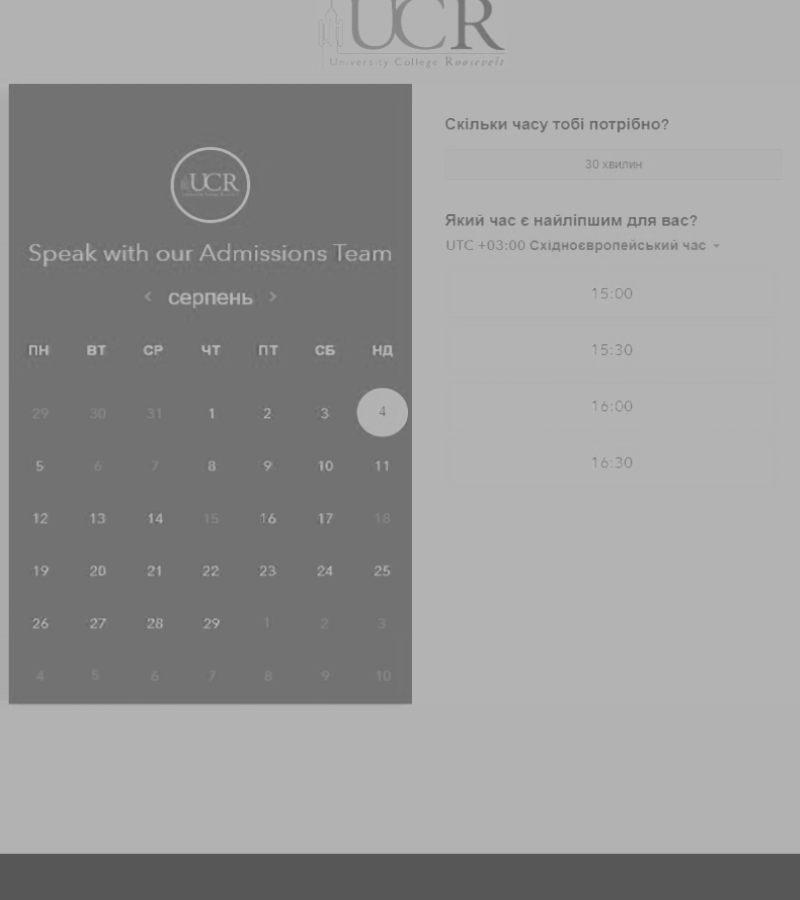 UCR
University College Roosevelt
UCR
Speak with our Admissions Team
‹ серпень ›
ПН ВТ СР ЧТ ПТ СБ НД
29 30 31 1 2 3 4
5 6 7 8 9 10 11
12 13 14 15 16 17 18
19 20 21 22 23 24 25
26 27 28 29 1 2 3
4 5 6 7 8 9 10
Скільки часу тобі потрібно?
30 хвилин
Який час є найліпшим для вас?
UTC +03:00 Східноєвропейський час
15:00
15:30
16:00
16:30